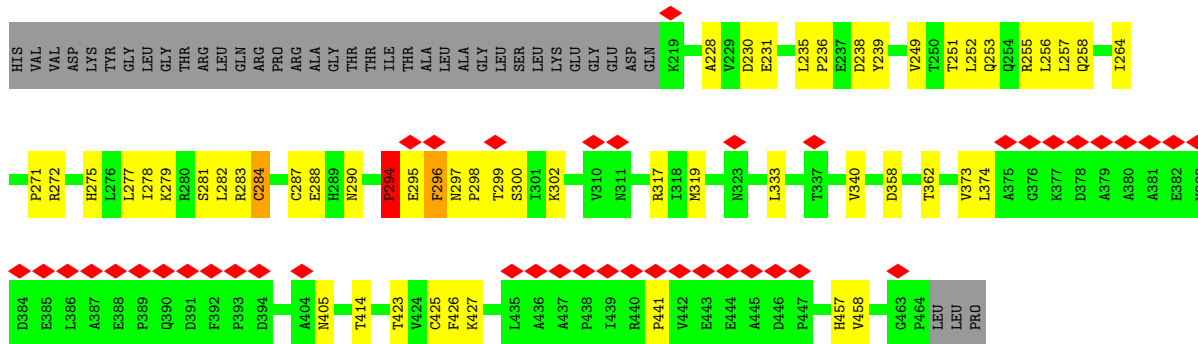 HIS VAL VAL ASP LYS TYR GLY LEU GLY GLY THR ARG LEU GLN ARG PRO ARG ALA GLY THR THR ILE THR ALA LEU ALA GLY LEU SER LEU LEU LYS GLU GLY GLU ASP GLN K219 A228 V229 D230 E231 L235 P236 E237 D238 Y239 V249 T250 T251 L252 Q253 Q254 R255 L256 L257 Q258 I264
P271 R272 H275 L276 L277 I278 K279 R280 S281 L282 R283 C284 C287 E288 H289 N290 P294 E295 F296 N297 P298 T299 S300 I301 K302 V310 N311 R317 I318 M319 N323 L333 T337 V340 D358 T362 V373 L374 A375 G376 K377 D378 A379 A380 A381 E382
D384 E385 L386 A387 E388 P389 Q390 D391 F392 P393 D394 A404 N405 T414 T423 V424 C425 F426 K427 L435 A436 A437 P438 I439 R440 P441 V442 E443 E444 A445 D446 P447 H457 V458 G463 P464 LEU LEU PRO